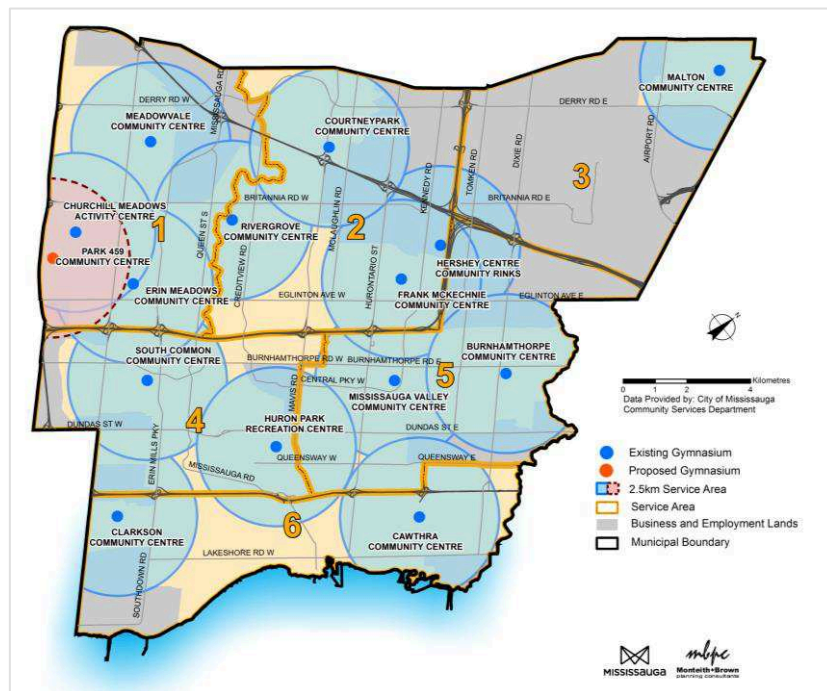 MALTON
COMMUNITY CENTRE
MISSISSAUGA RD
DERRY RD W
DERRY RD E
MEADOWVALE
COMMUNITY CENTRE
COURTNEYPARK
COMMUNITY CENTRE
AIRPORT RD
DIXIE RD
TOMKEN RD
KENNEDY RD
3
BRITANNIA RD W
BRITANNIA RD E
MCLAUGHLIN RD
CHURCHILL MEADOWS
ACTIVITY CENTRE
1
QUEEN ST S
RIVERGROVE
COMMUNITY CENTRE
2
PARK 459
COMMUNITY CENTRE
HURONTARIO ST
HERSHEY CENTRE
COMMUNITY RINKS
CREDITVIEW RD
ERIN MEADOWS
COMMUNITY CENTRE
EGLINTON AVE W
FRANK MCKECHNIE
COMMUNITY CENTRE
EGLINTON AVE E
SOUTH COMMON
COMMUNITY CENTRE
BURNHAMTHORPE RD W
BURNHAMTHORPE RD E
BURNHAMTHORPE
COMMUNITY CENTRE
CENTRAL PKY W
5
MISSISSAUGA VALLEY
COMMUNITY CENTRE
MAVIS RD
DUNDAS ST W
4
HURON PARK
RECREATION CENTRE
DUNDAS ST E
ERIN MILLS PKY
MISSISSAUGA RD
QUEENSWAY W
QUEENSWAY E
6
CLARKSON
COMMUNITY CENTRE
CAWTHRA
COMMUNITY CENTRE
LAKESHORE RD W
SOUTHDOWN RD
N
0 2 4 Kilometres
Data Provided by: City of Mississauga
Community Services Department
Existing Gymnasium
Proposed Gymnasium
2.5km Service Area
Service Area
Business and Employment Lands
Municipal Boundary
MISSISSAUGA
mbpc
Monteith•Brown
planning consultants